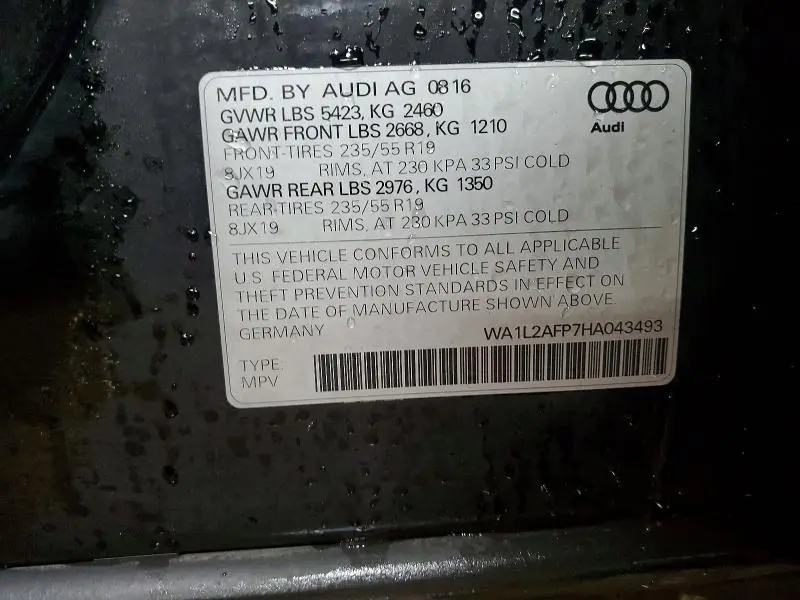 MFD. BY AUDI AG 08 16
GVWR LBS 5423, KG 2460
GAWR FRONT LBS 2668, KG 1210
FRONT-TIRES 235/55 R19
8JX19 RIMS, AT 230 KPA 33 PSI COLD
GAWR REAR LBS 2976, KG 1350
REAR-TIRES 235/55 R19
8JX19 RIMS, AT 230 KPA 33 PSI COLD
Audi
THIS VEHICLE CONFORMS TO ALL APPLICABLE
U.S. FEDERAL MOTOR VEHICLE SAFETY AND
THEFT PREVENTION STANDARDS IN EFFECT ON
THE DATE OF MANUFACTURE SHOWN ABOVE.
GERMANY WA1L2AFP7HA043493
TYPE:
MPV